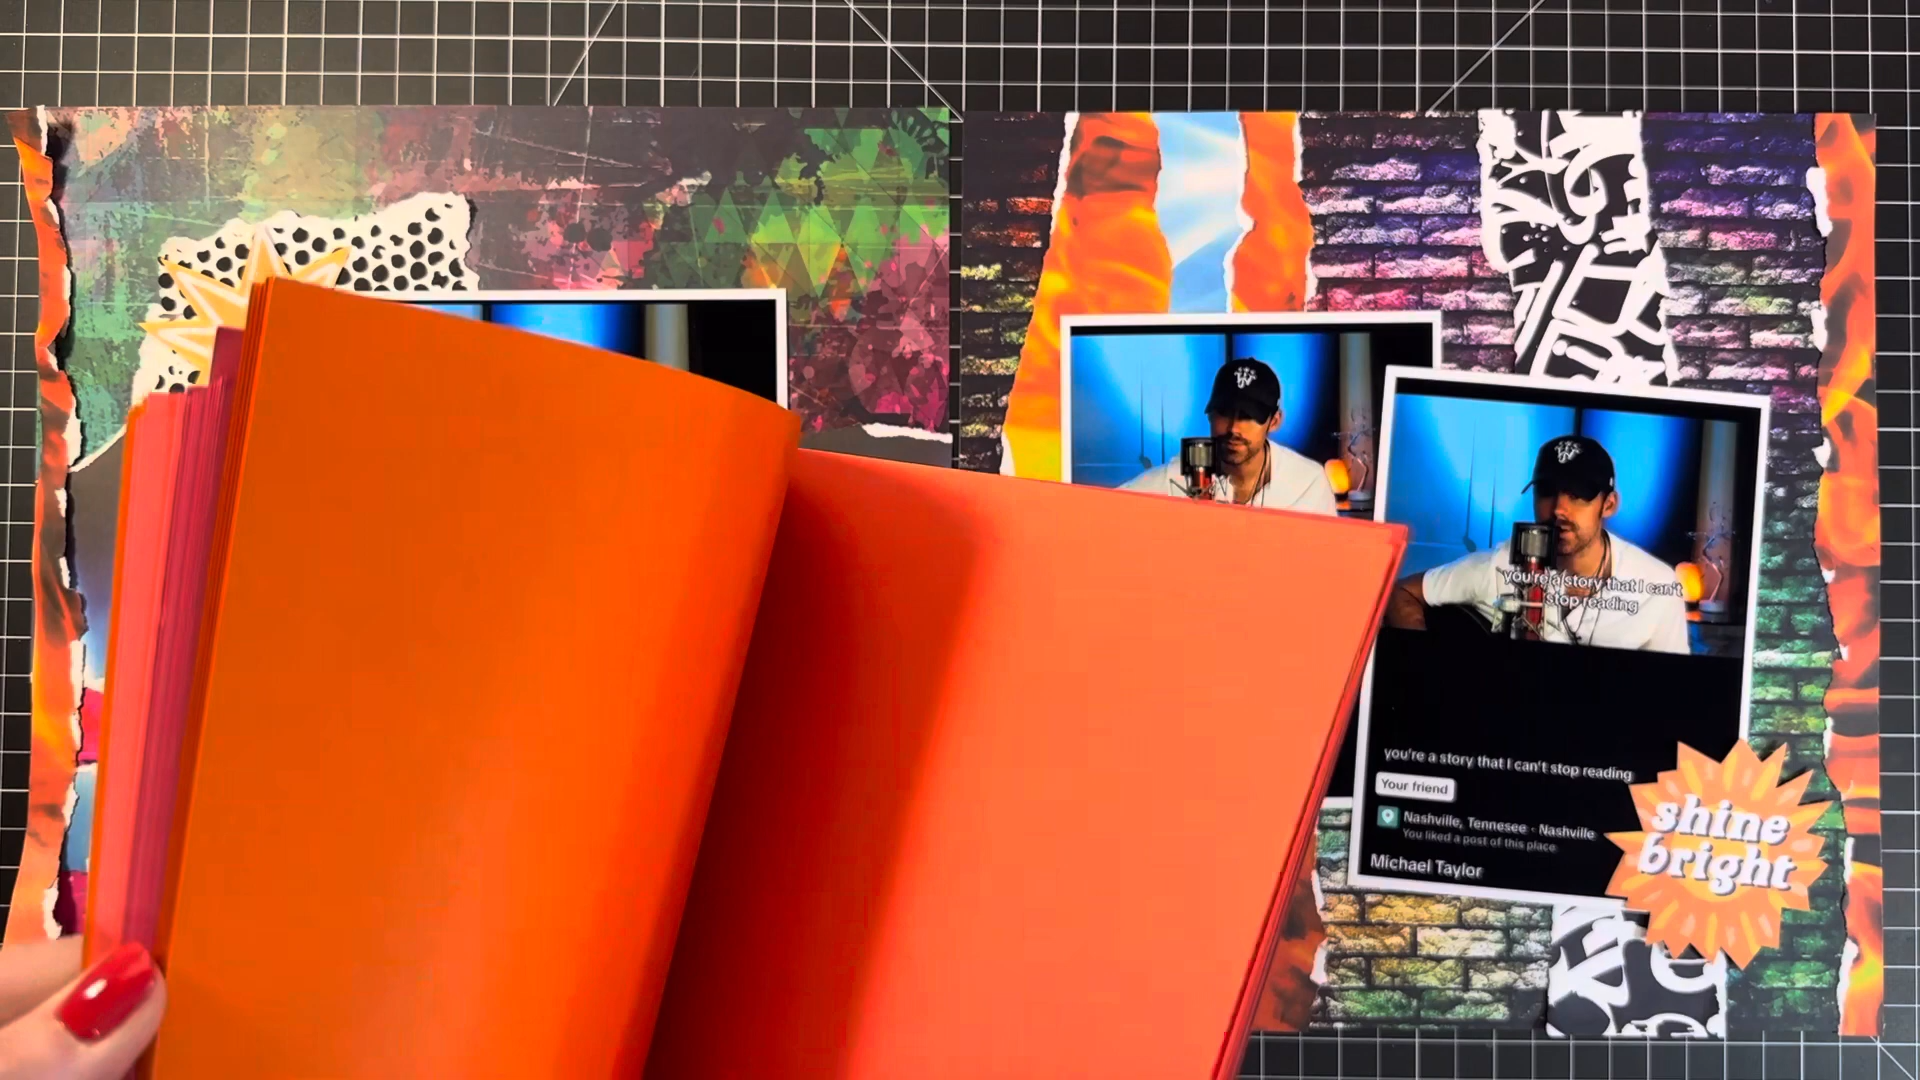 you're a story that I can't
stop reading
you're a story that I can't stop reading
Your friend
Nashville, Tennesee · Nashville
You liked a post of this place
Michael Taylor
shine
bright